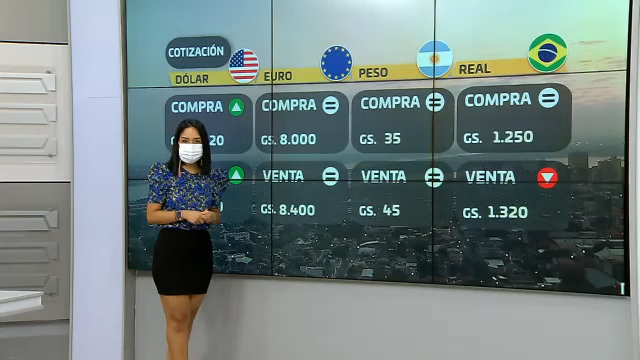 COTIZACIÓN
DÓLAR EURO PESO REAL
COMPRA COMPRA COMPRA COMPRA
20 GS. 8.000 GS. 35 GS. 1.250
VENTA VENTA VENTA
GS. 8.400 GS. 45 GS. 1.320